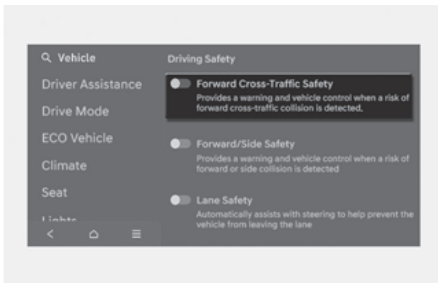 Vehicle
Driver Assistance
Drive Mode
ECO Vehicle
Climate
Seat
Lights
Driving Safety
Forward Cross-Traffic Safety
Provides a warning and vehicle control when a risk of
forward cross-traffic collision is detected.
Forward/Side Safety
Provides a warning and vehicle control when a risk of
forward or side collision is detected
Lane Safety
Automatically assists with steering to help prevent the
vehicle from leaving the lane